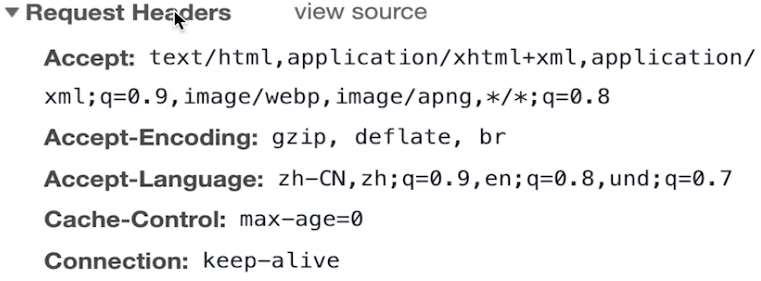 Request Headers view source
Accept: text/html,application/xhtml+xml,application/
xml;q=0.9,image/webp,image/apng,*/*;q=0.8
Accept-Encoding: gzip, deflate, br
Accept-Language: zh-CN,zh;q=0.9,en;q=0.8,und;q=0.7
Cache-Control: max-age=0
Connection: keep-alive